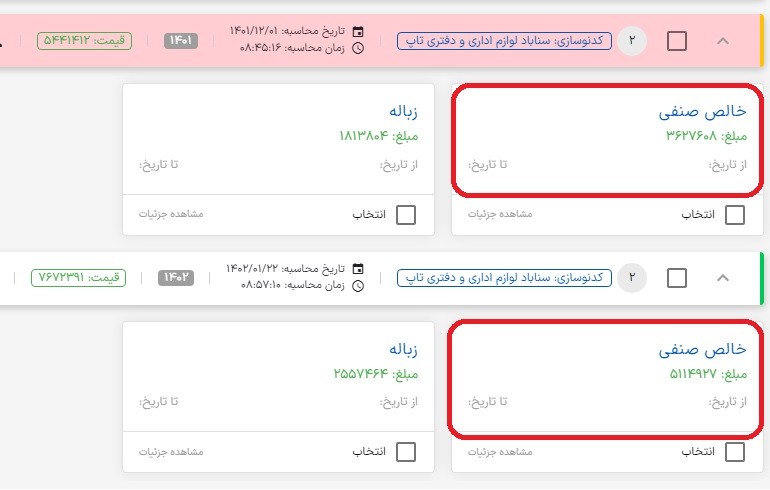 ۲
کدنوسازی: سناباد لوازم اداری و دفتری تاپ
تاریخ محاسبه: ۱۴۰۱/۱۲/۰۱
زمان محاسبه: ۰۸:۴۵:۱۶
۱۴۰۱
قیمت: ۵۴۴۱۴۱۲
خالص صنفی
مبلغ: ۳۶۲۷۶۰۸
از تاریخ:
تا تاریخ:
انتخاب
مشاهده جزئیات
زباله
مبلغ: ۱۸۱۳۸۰۴
از تاریخ:
تا تاریخ:
انتخاب
مشاهده جزئیات
۲
کدنوسازی: سناباد لوازم اداری و دفتری تاپ
تاریخ محاسبه: ۱۴۰۲/۰۱/۲۲
زمان محاسبه: ۰۸:۵۷:۱۰
۱۴۰۲
قیمت: ۷۶۷۲۳۹۱
خالص صنفی
مبلغ: ۵۱۱۴۹۲۷
از تاریخ:
تا تاریخ:
انتخاب
مشاهده جزئیات
زباله
مبلغ: ۲۵۵۷۴۶۴
از تاریخ:
تا تاریخ:
انتخاب
مشاهده جزئیات